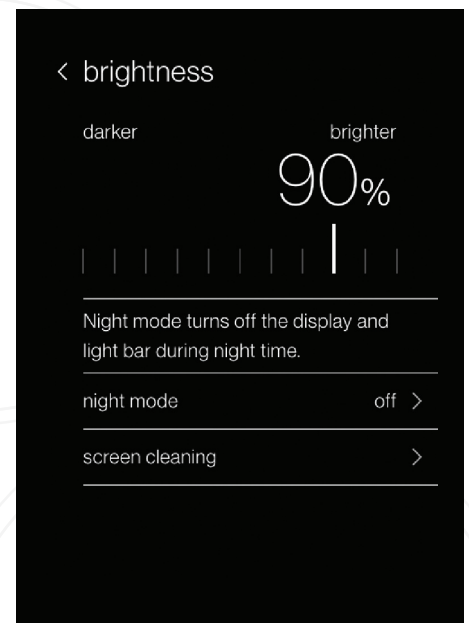 < brightness
darker brighter
90%
Night mode turns off the display and
light bar during night time.
night mode off >
screen cleaning >